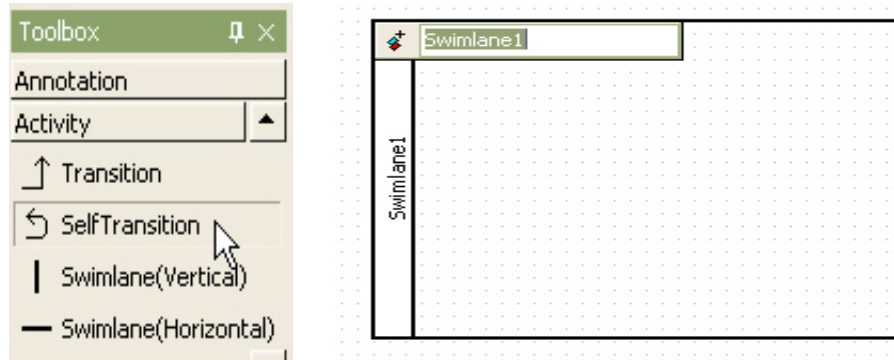 Toolbox
Annotation
Activity
Transition
SelfTransition
Swimlane(Vertical)
Swimlane(Horizontal)
Swimlane1
Swimlane1